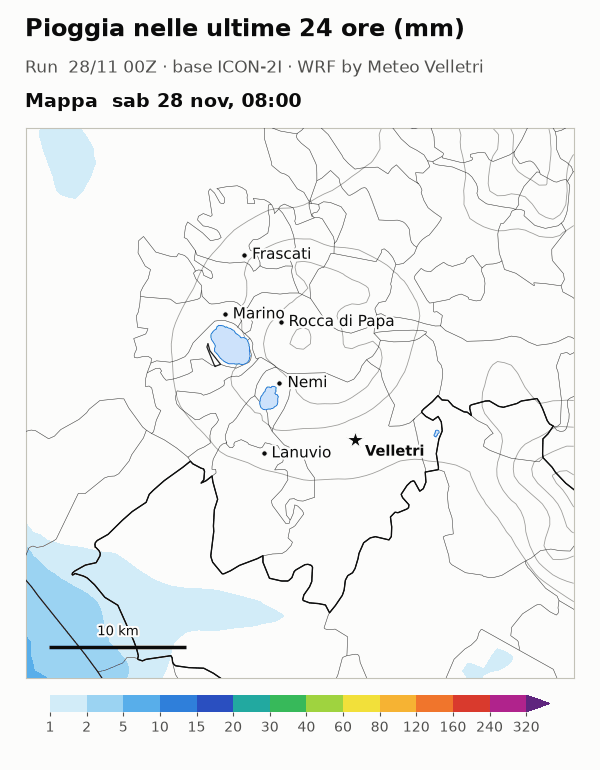 Pioggia nelle ultime 24 ore (mm)
Run 28/11 00Z · base ICON-2I · WRF by Meteo Velletri
Mappa sab 28 nov, 08:00
Frascati
Marino
Rocca di Papa
Nemi
Velletri
Lanuvio
10 km
1 2 5 10 15 20 30 40 60 80 120 160 240 320